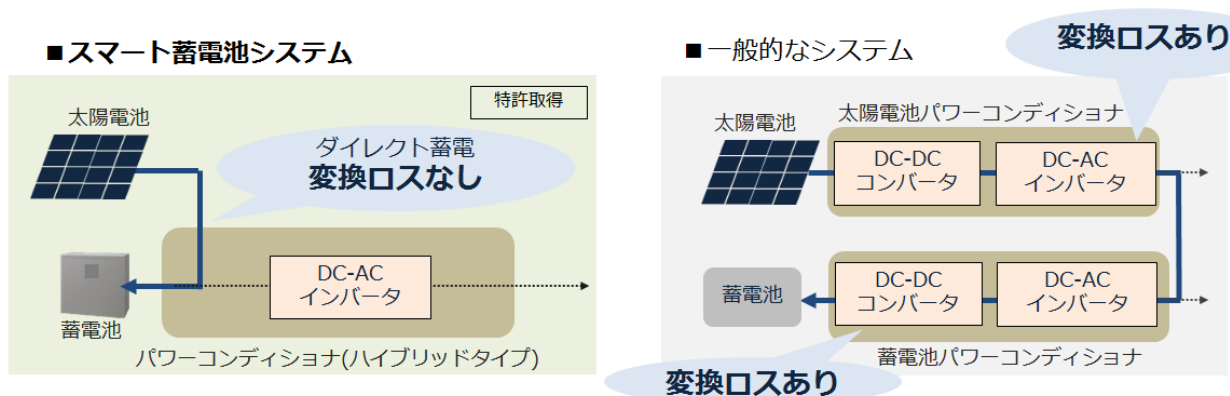 ■スマート蓄電池システム
特許取得
太陽電池
ダイレクト蓄電
変換ロスなし
DC-AC
インバータ
蓄電池
パワーコンディショナ(ハイブリッドタイプ)
■一般的なシステム
変換ロスあり
太陽電池パワーコンディショナ
太陽電池
DC-DC
コンバータ
DC-AC
インバータ
蓄電池
DC-DC
コンバータ
DC-AC
インバータ
蓄電池パワーコンディショナ
変換ロスあり